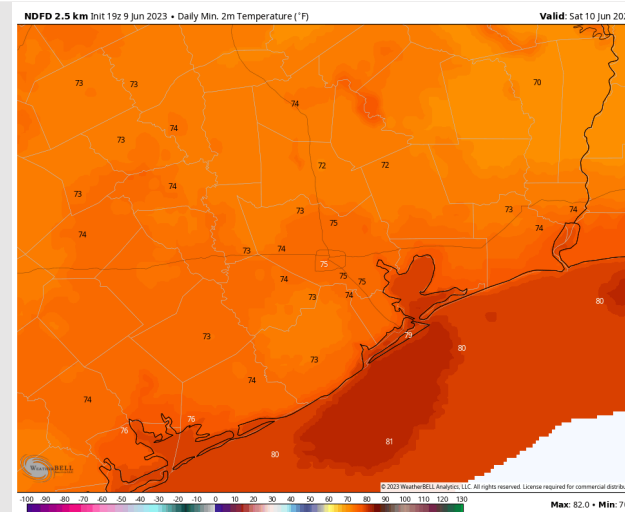 NDFD 2.5 km Init 19z 9 Jun 2023 • Daily Min. 2m Temperature (°F)
Valid: Sat 10 Jun 202
73 73 70
74
74
73
72 72
74
73
73 73 74
75
74 74
73 74
75
74 75 75
73 74
80
73 79
80
73
74
74
76
76
81
80
WeatherBELL
© 2023 WeatherBELL Analytics, LLC. All rights reserved. License required for commercial distribu
-100 -90 -80 -70 -60 -50 -40 -30 -20 -10 0 10 20 30 40 50 60 70 80 90 100 110 120 130
Max: 82.0 • Min: 70